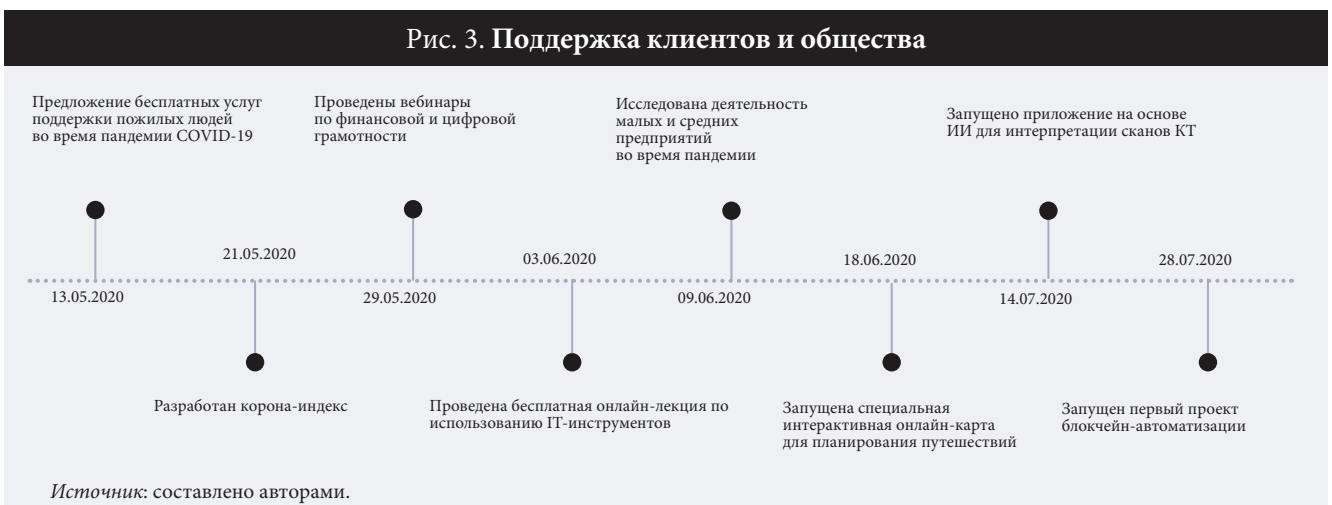 Рис. 3. Поддержка клиентов и общества
Предложение бесплатных услуг
поддержки пожилых людей
во время пандемии COVID-19
Проведены вебинары
по финансовой и цифровой
грамотности
Исследована деятельность
малых и средних
предприятий
во время пандемии
Запущено приложение на основе
ИИ для интерпретации сканов КТ
21.05.2020
03.06.2020
18.06.2020
28.07.2020
13.05.2020
29.05.2020
09.06.2020
14.07.2020
Разработан корона-индекс
Проведена бесплатная онлайн-лекция по
использованию IT-инструментов
Запущена специальная
интерактивная онлайн-карта
для планирования путешествий
Запущен первый проект
блокчейн-автоматизации
Источник: составлено авторами.